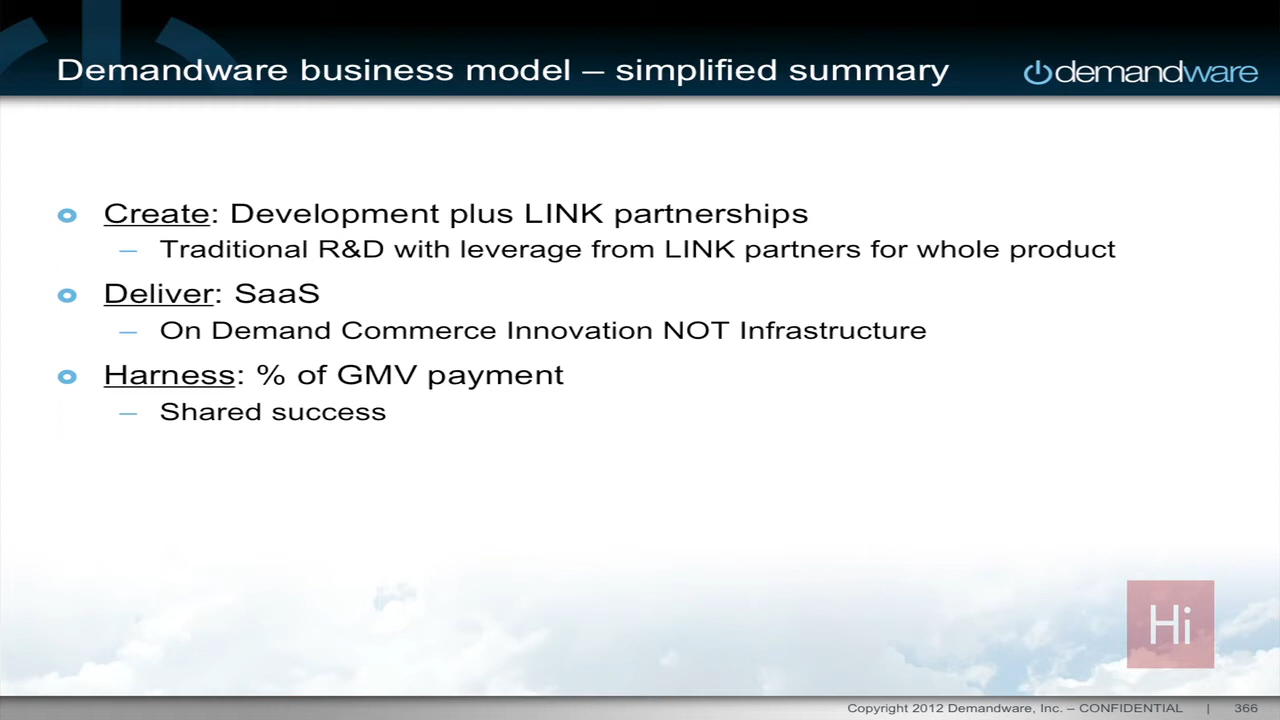 Demandware business model – simplified summary
demandware
Create: Development plus LINK partnerships
– Traditional R&D with leverage from LINK partners for whole product
Deliver: SaaS
– On Demand Commerce Innovation NOT Infrastructure
Harness: % of GMV payment
– Shared success
Hi
Copyright 2012 Demandware, Inc. – CONFIDENTIAL | 366